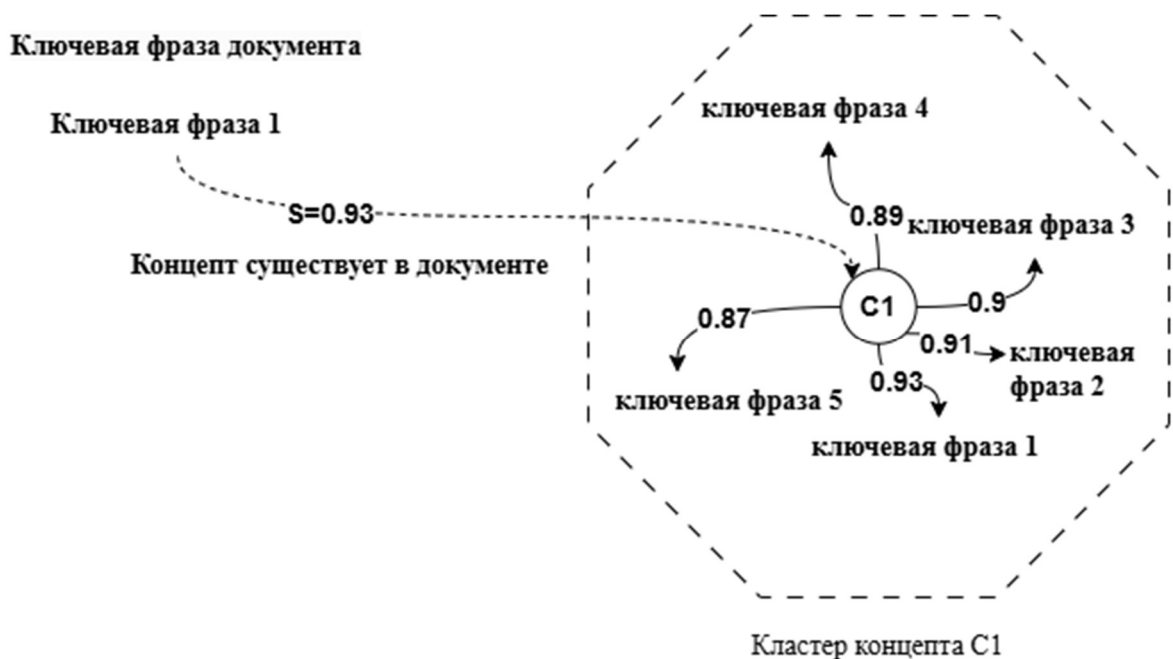 Ключевая фраза документа
Ключевая фраза 1
S=0.93
Концепт существует в документе
ключевая фраза 4
0.89
ключевая фраза 3
C1
0.9
0.87
0.91
ключевая
фраза 2
0.93
ключевая фраза 5
ключевая фраза 1
Кластер концепта C1